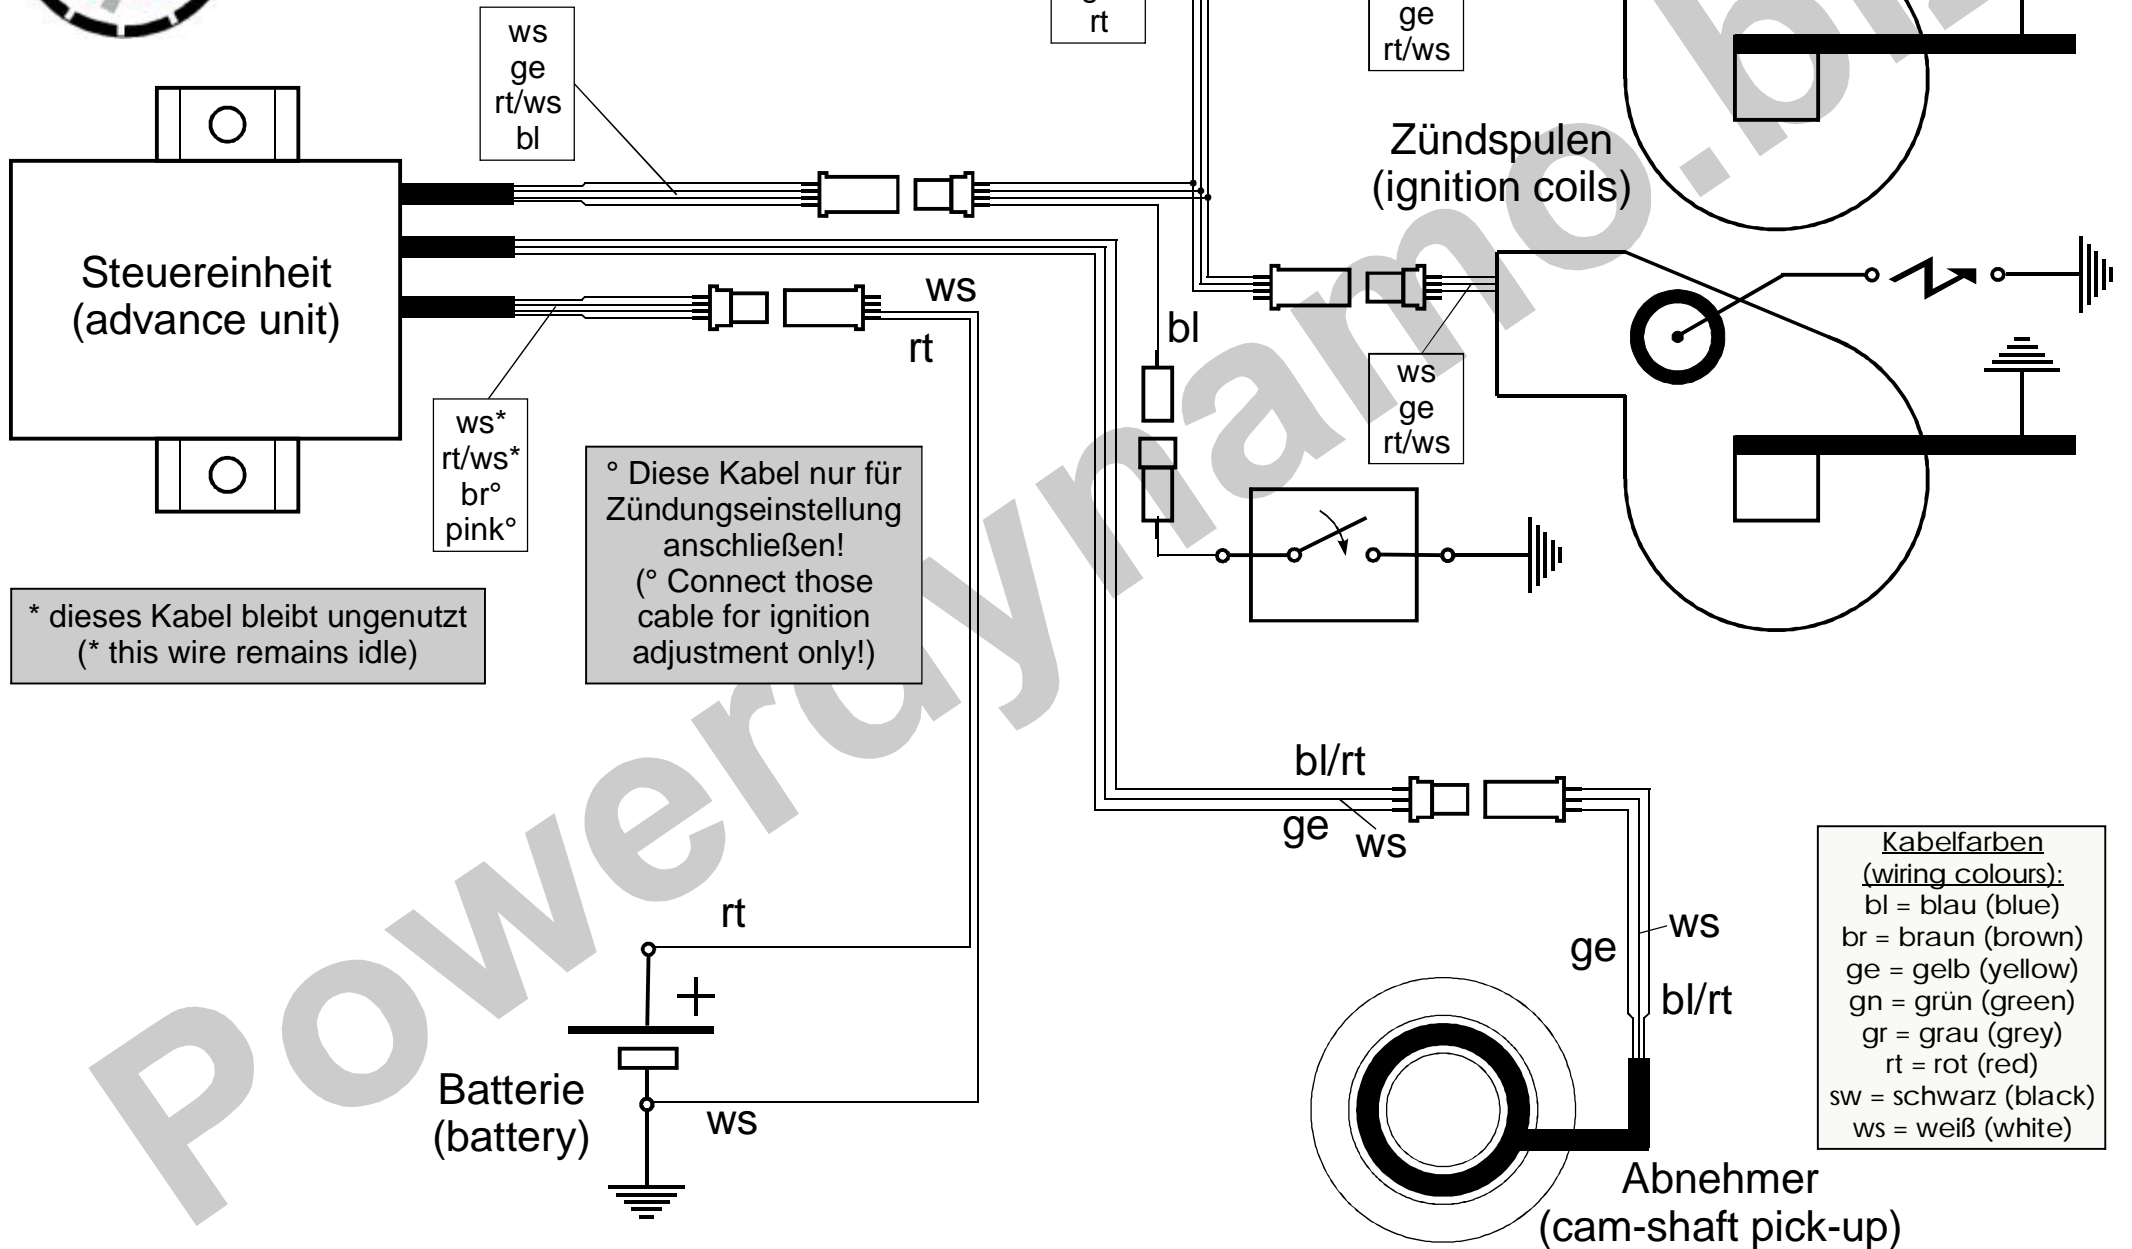 ws
ge
rt/ws
bl
rt
ge
rt/ws
Zündspulen
(ignition coils)
Steuereinheit
(advance unit)
ws
rt
bl
ws
ge
rt/ws
ws*
rt/ws*
br°
pink°
° Diese Kabel nur für
Zündungseinstellung
anschließen!
(° Connect those
cable for ignition
adjustment only!)
* dieses Kabel bleibt ungenutzt
(* this wire remains idle)
bl/rt
ge
ws
Kabelfarben
(wiring colours):
bl = blau (blue)
br = braun (brown)
ge = gelb (yellow)
gn = grün (green)
gr = grau (grey)
rt = rot (red)
sw = schwarz (black)
ws = weiß (white)
rt
ws
ge
bl/rt
+
Batterie
(battery)
ws
Abnehmer
(cam-shaft pick-up)
Powerdynamo.biz